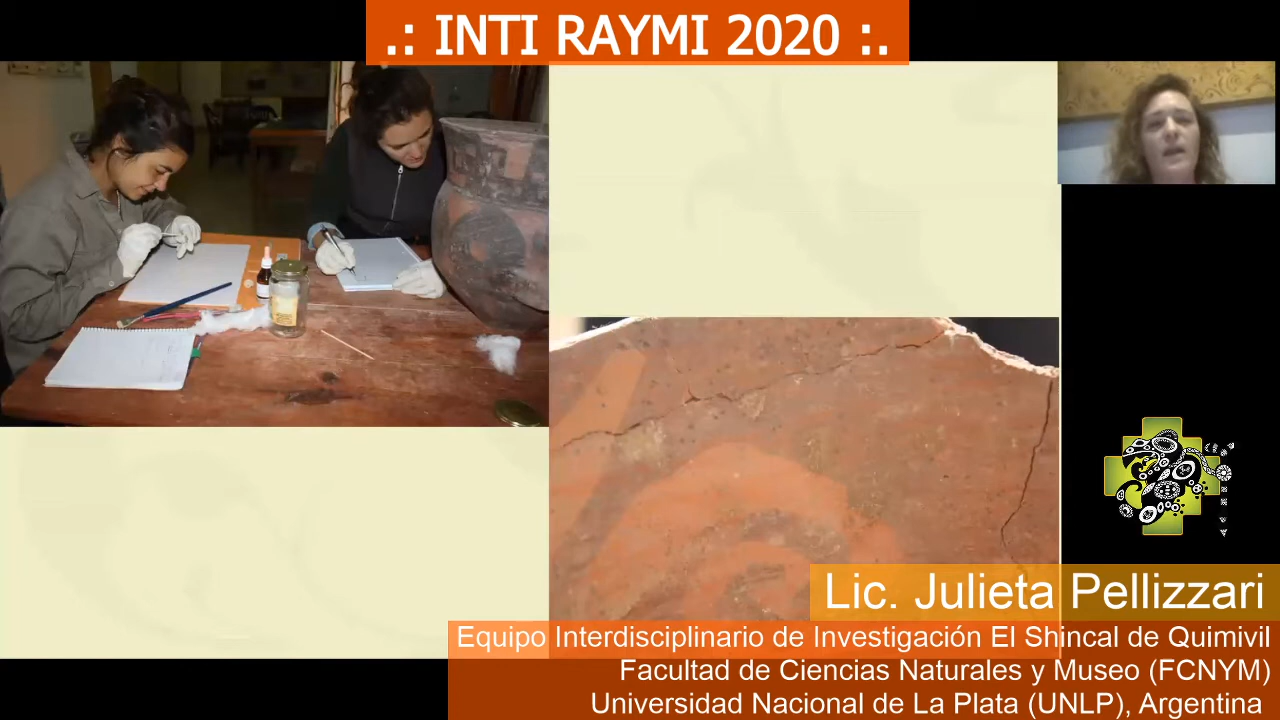 .: INTI RAYMI 2020 :.
Lic. Julieta Pellizzari
Equipo Interdisciplinario de Investigación El Shincal de Quimivil
Facultad de Ciencias Naturales y Museo (FCNYM)
Universidad Nacional de La Plata (UNLP), Argentina